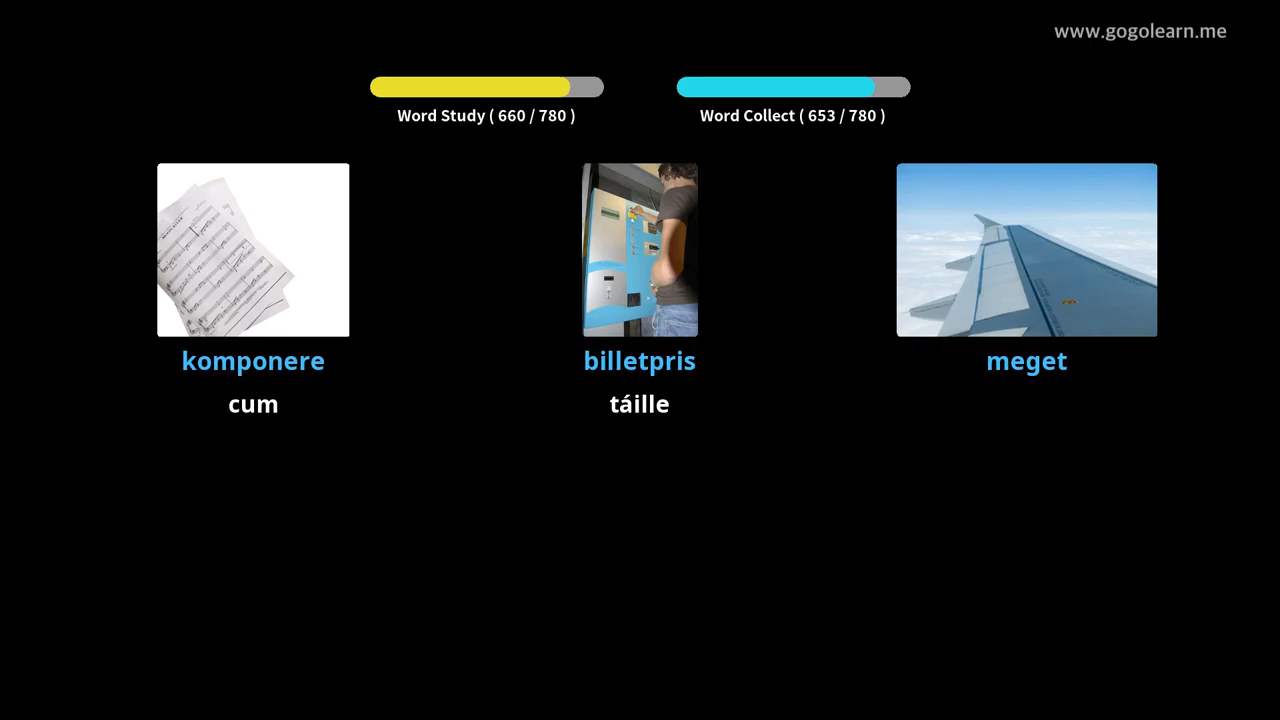 www.gogolearn.me
Word Study ( 660 / 780 )
Word Collect ( 653 / 780 )
komponere
billetpris
meget
cum
táille